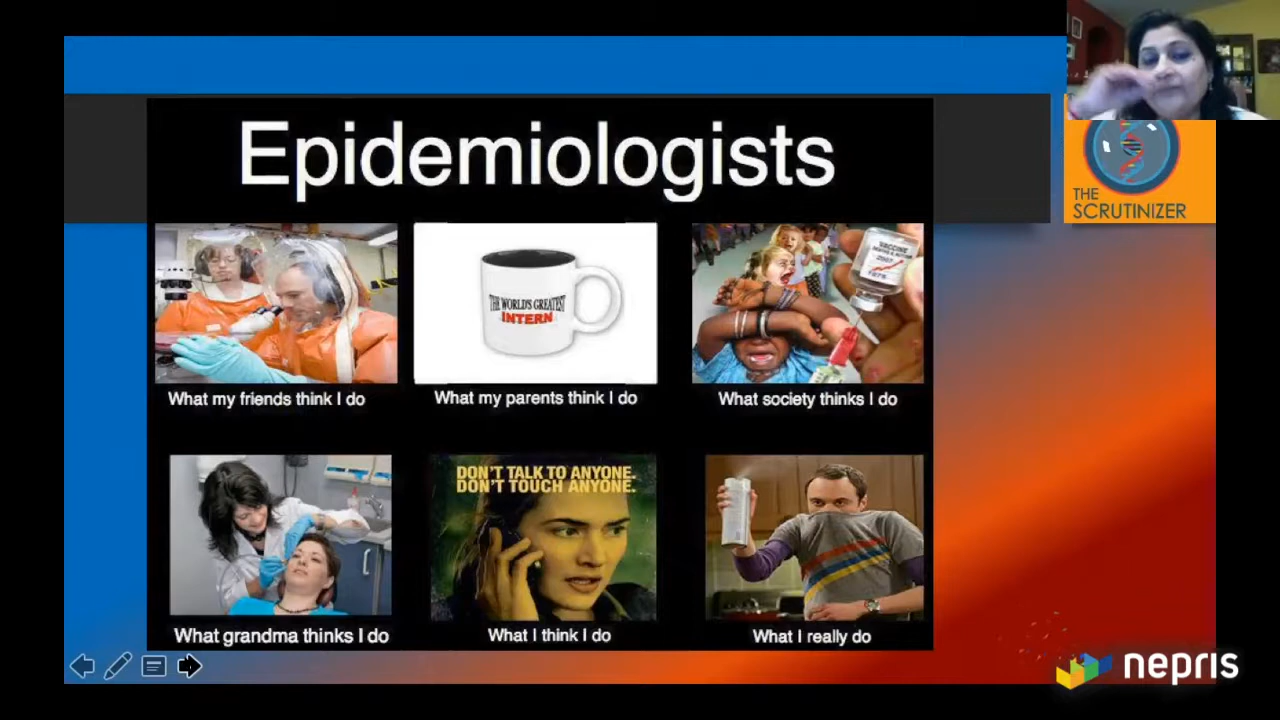 Epidemiologists
THE
SCRUTINIZER
THE WORLD'S GREATEST
INTERN
VACCINE
2007
What my friends think I do
What my parents think I do
What society thinks I do
DON'T TALK TO ANYONE.
DON'T TOUCH ANYONE.
What grandma thinks I do
What I think I do
What I really do
nepris